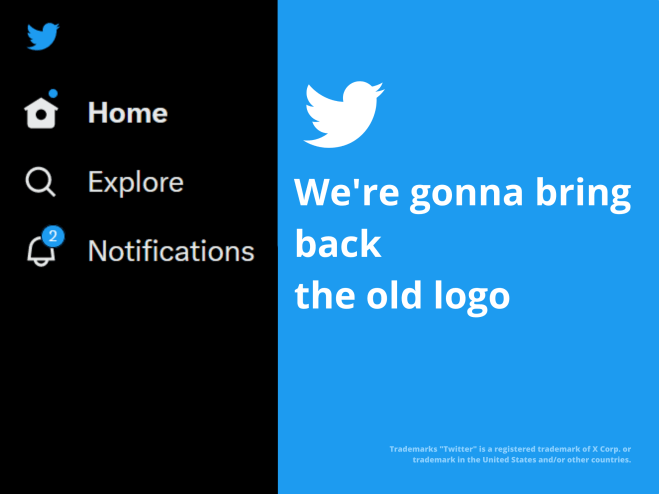 Home
Explore
2
Notifications
We're gonna bring
back
the old logo
Trademarks "Twitter" is a registered trademark of X Corp. or
trademark in the United States and/or other countries.